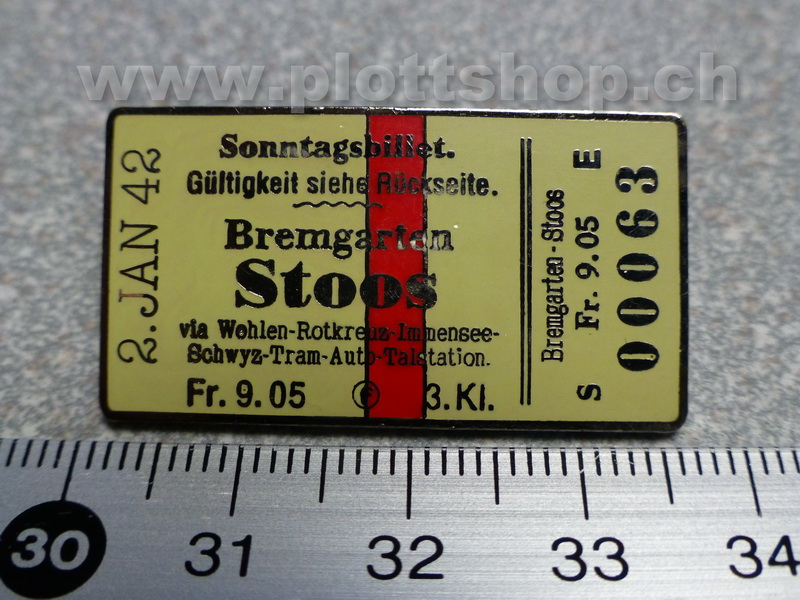 www.plottshop.ch
2. JAN 42
Sonntagsbillet.
Gültigkeit siehe Rückseite.
Bremgarten
Stoos
via Wohlen-Rotkreuz-Immensee-
Schwyz-Tram-Auto-Talstation.
Fr. 9.05 f 3. Kl.
Bremgarten - Stoos
Fr. 9.05
S E
00063
30 31 32 33 34